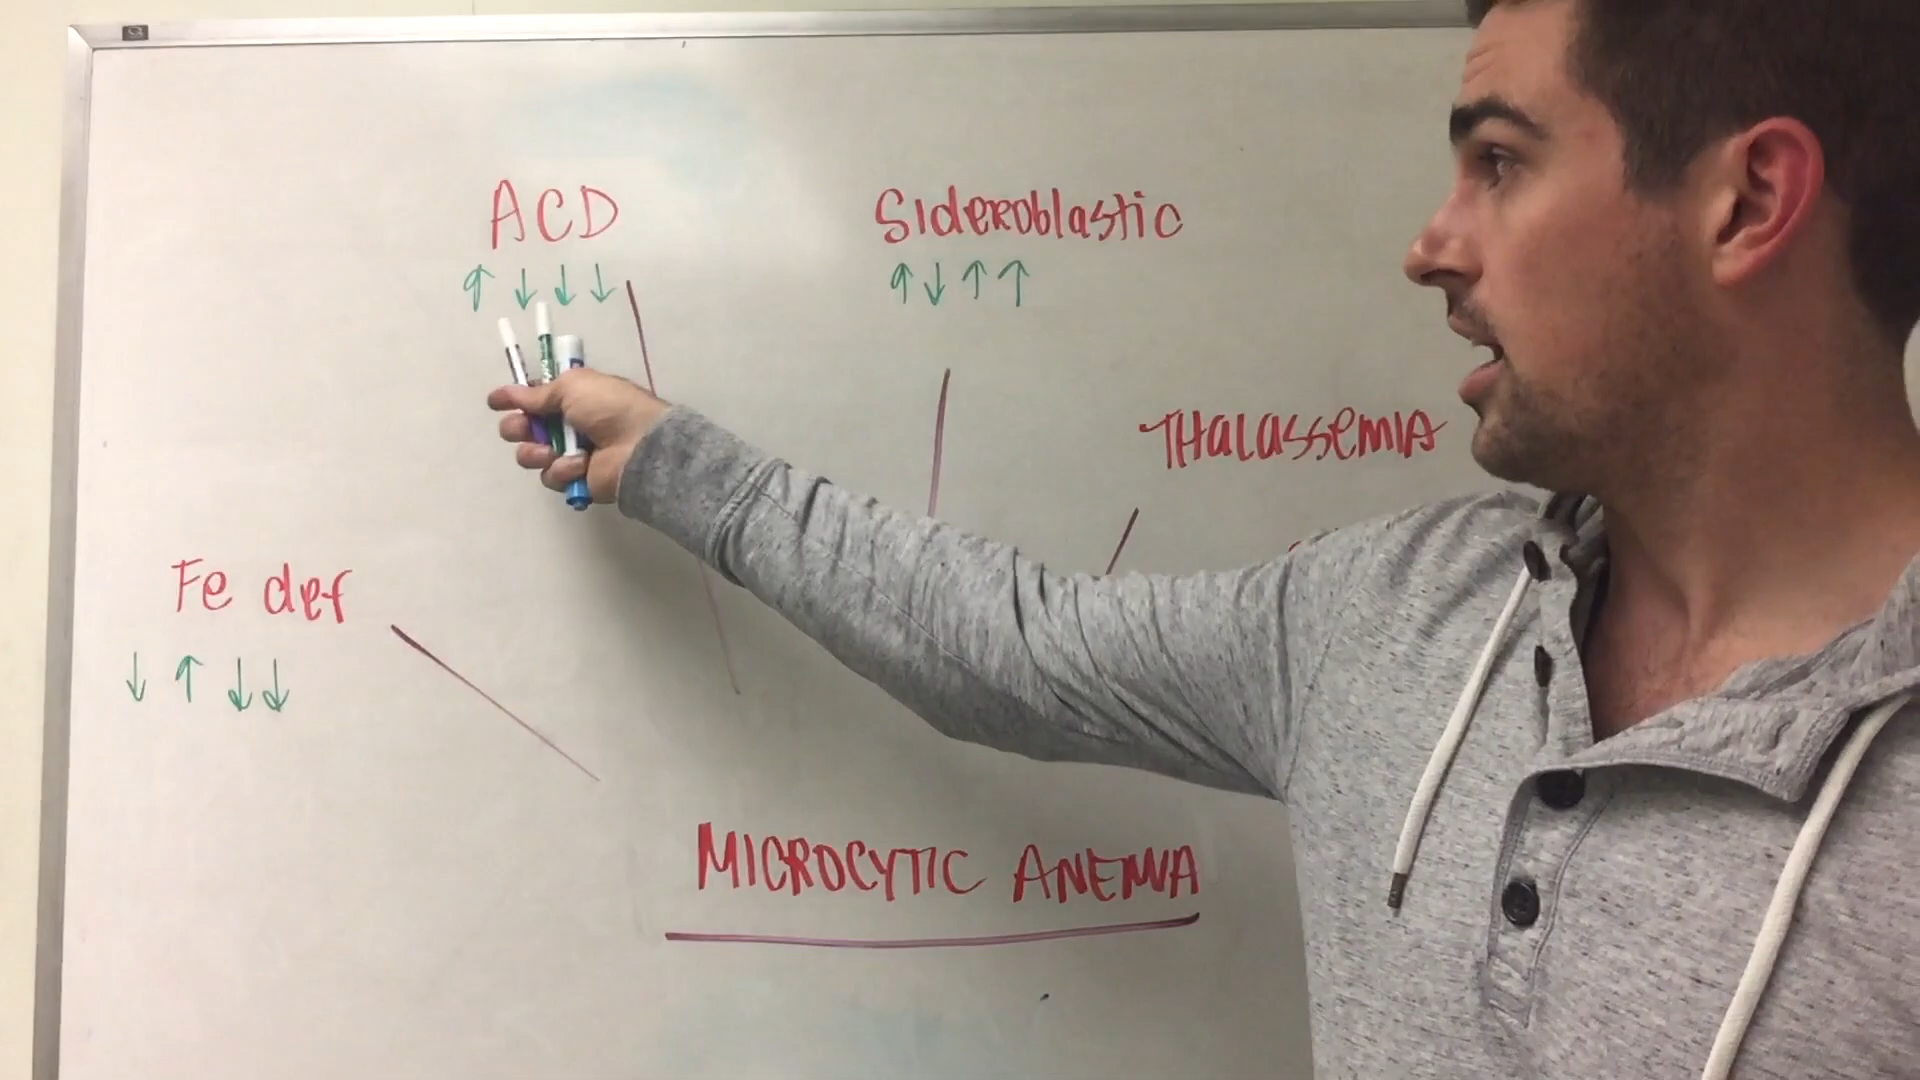 ACD
↑ ↓ ↓ ↓
Sideroblastic
↑ ↓ ↑ ↑
THalassemIA
Fe def
↓ ↑ ↓ ↓
MICROCYTIC ANEMIA